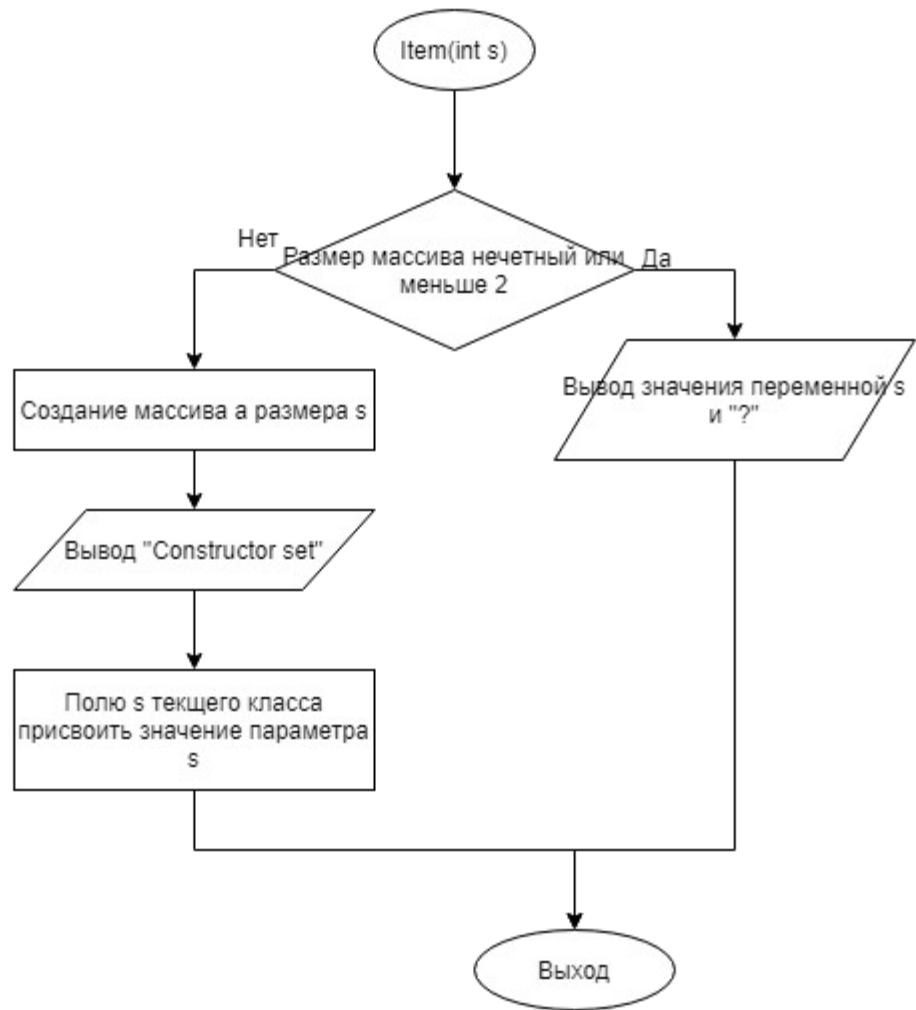 Item(int s)
Нет
Размер массива нечетный или
меньше 2
Да
Создание массива а размера s
Вывод значения переменной s
и "?"
Вывод "Constructor set"
Полю s текщего класса
присвоить значение параметра
s
Выход